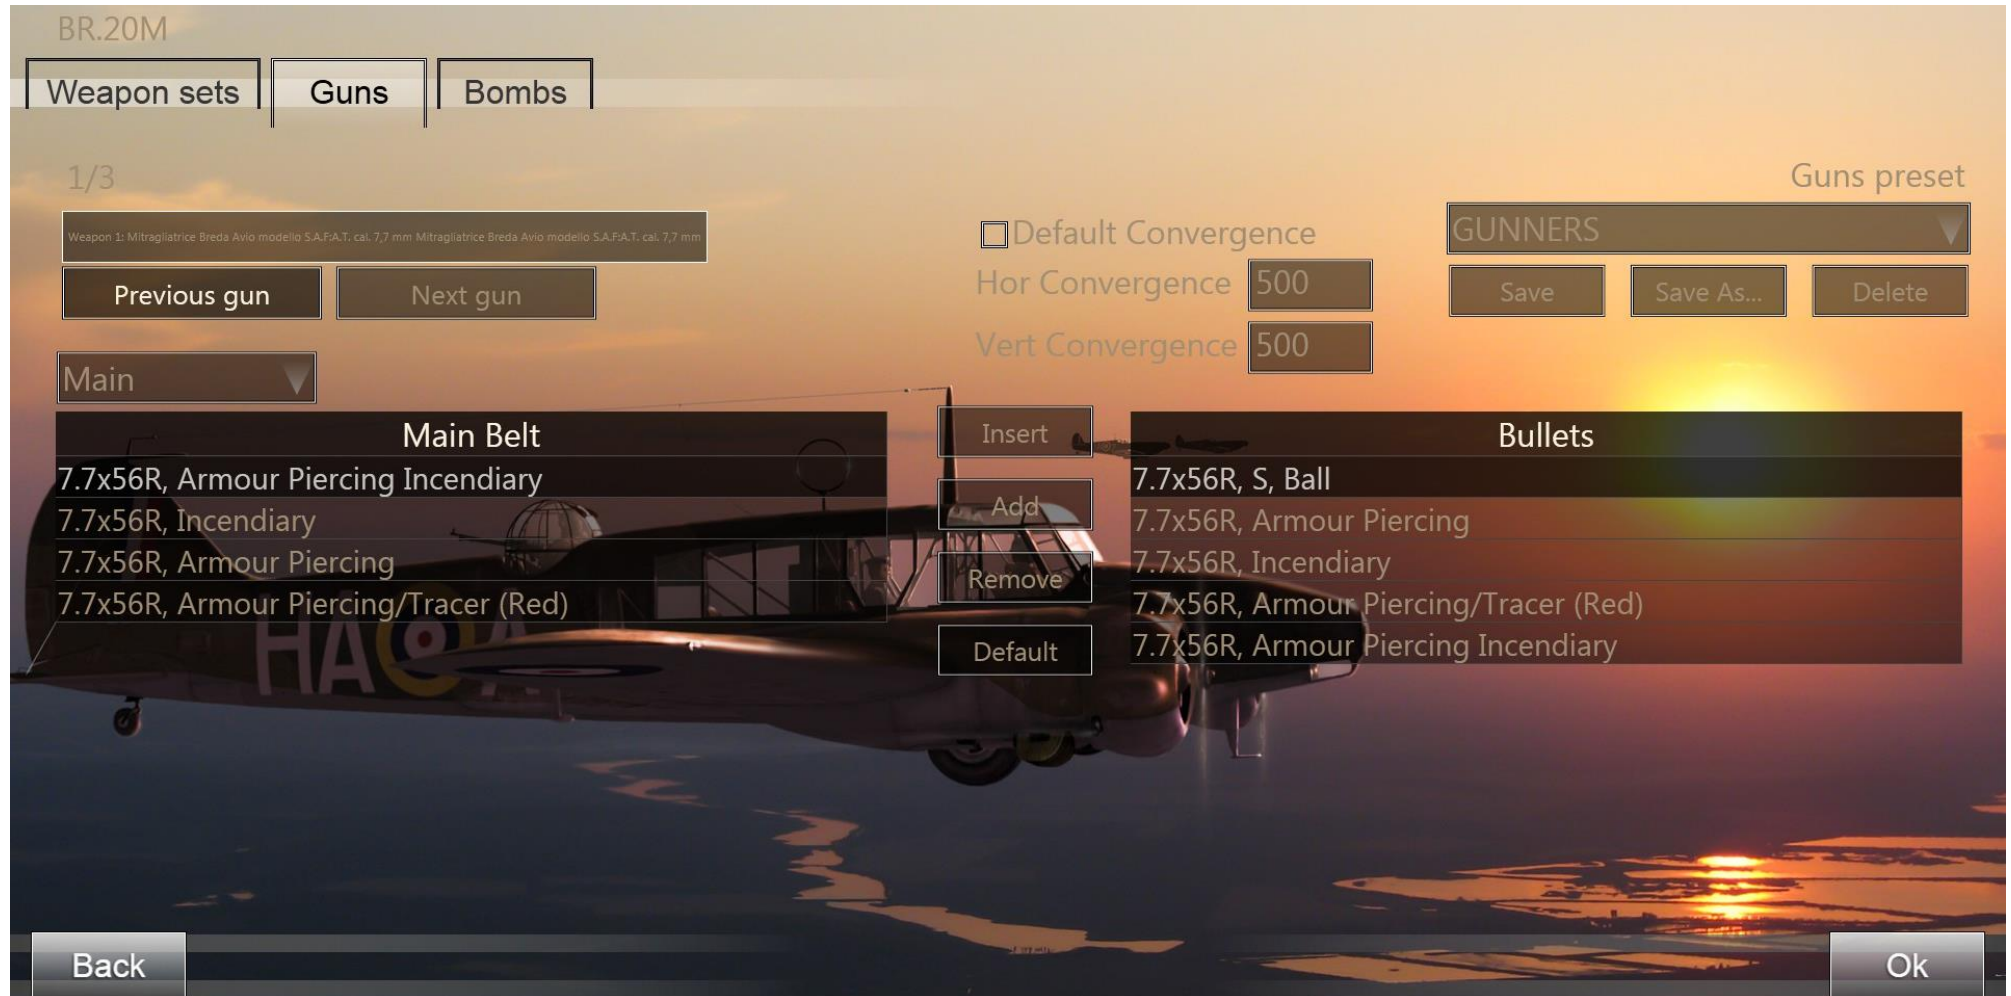 BR.20M
Weapon sets
Guns
Bombs
1/3
Guns preset
Weapon 1: Mitragliatrice Breda Avio modello S.A.F:A.T. cal. 7,7 mm Mitragliatrice Breda Avio modello S.A.F:A.T. cal. 7,7 mm
Default Convergence
GUNNERS
Previous gun
Next gun
Hor Convergence 500
Save
Save As...
Delete
Vert Convergence 500
Main
Main Belt
7.7x56R, Armour Piercing Incendiary
7.7x56R, Incendiary
7.7x56R, Armour Piercing
7.7x56R, Armour Piercing/Tracer (Red)
Insert
Add
Remove
Default
Bullets
7.7x56R, S, Ball
7.7x56R, Armour Piercing
7.7x56R, Incendiary
7.7x56R, Armour Piercing/Tracer (Red)
7.7x56R, Armour Piercing Incendiary
HA A
Back
Ok